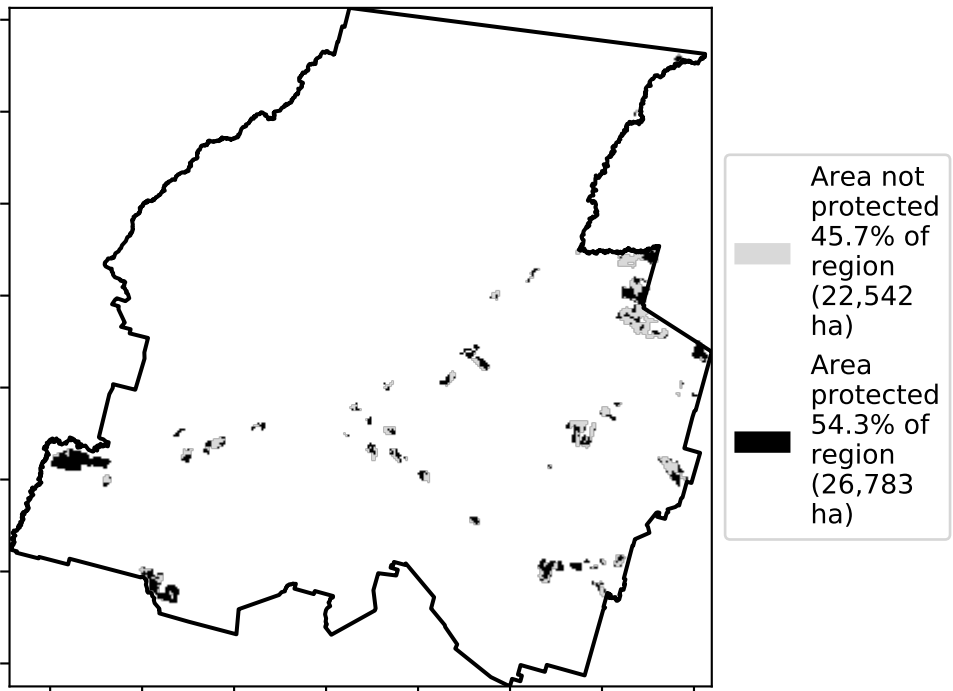 Area not
protected
45.7% of
region
(22,542
ha)
Area
protected
54.3% of
region
(26,783
ha)